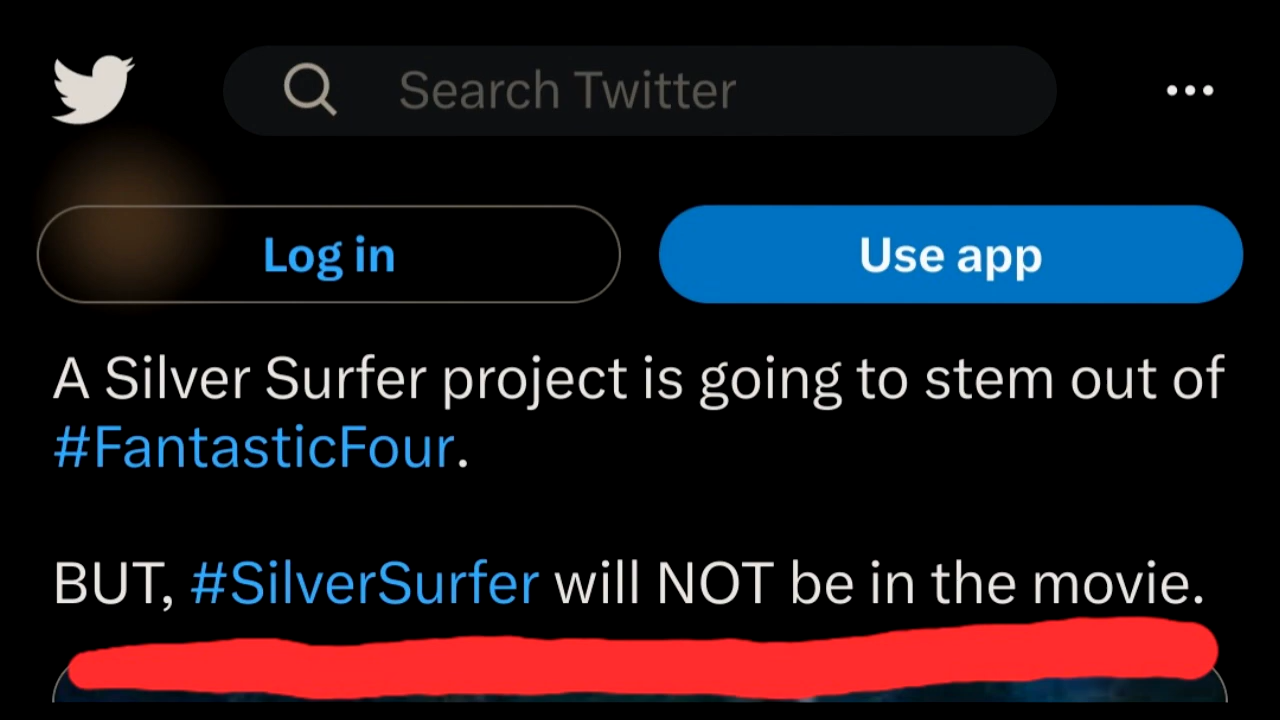 Search Twitter
Log in
Use app
A Silver Surfer project is going to stem out of
#FantasticFour.
BUT, #SilverSurfer will NOT be in the movie.